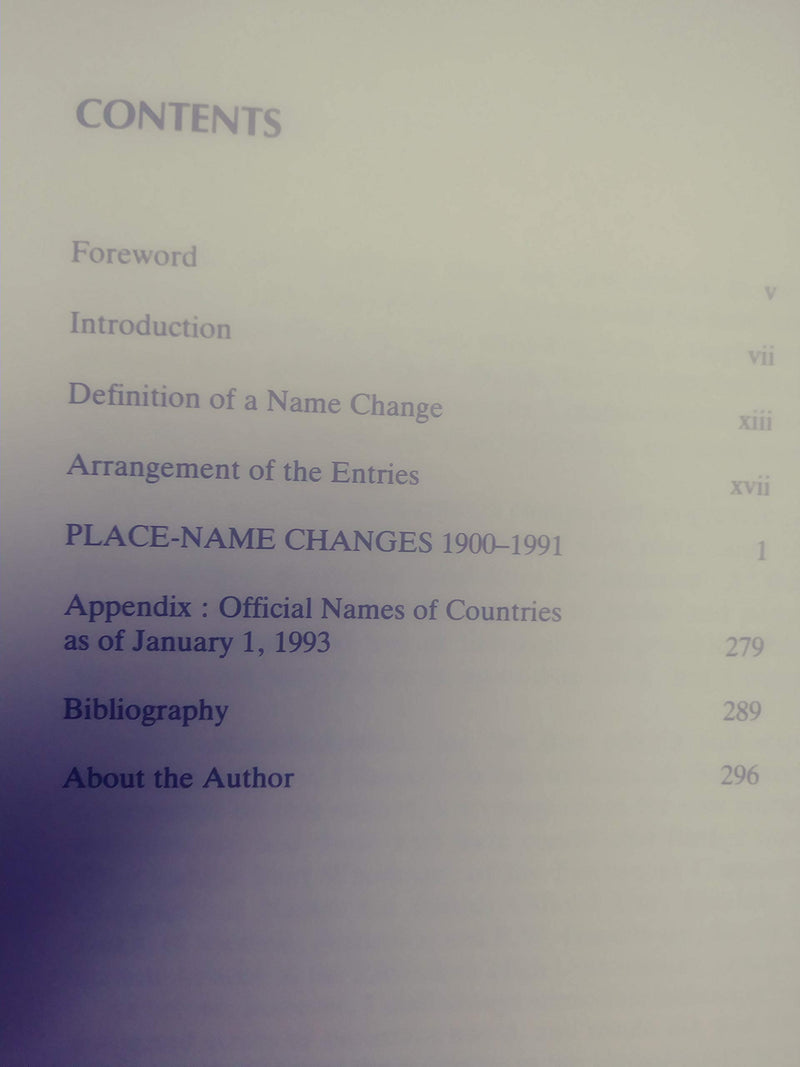 CONTENTS
Foreword v
Introduction vii
Definition of a Name Change xiii
Arrangement of the Entries xvii
PLACE-NAME CHANGES 1900–1991 1
Appendix : Official Names of Countries
as of January 1, 1993 279
Bibliography 289
About the Author 296